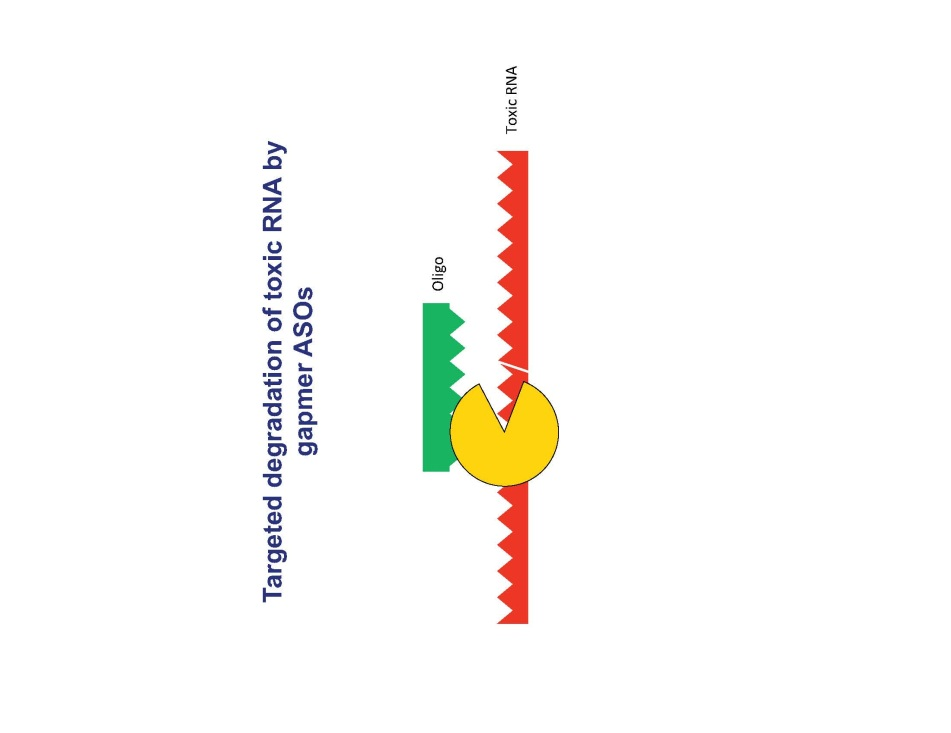 Targeted degradation of toxic RNA by
gapmer ASOs
Oligo
Toxic RNA